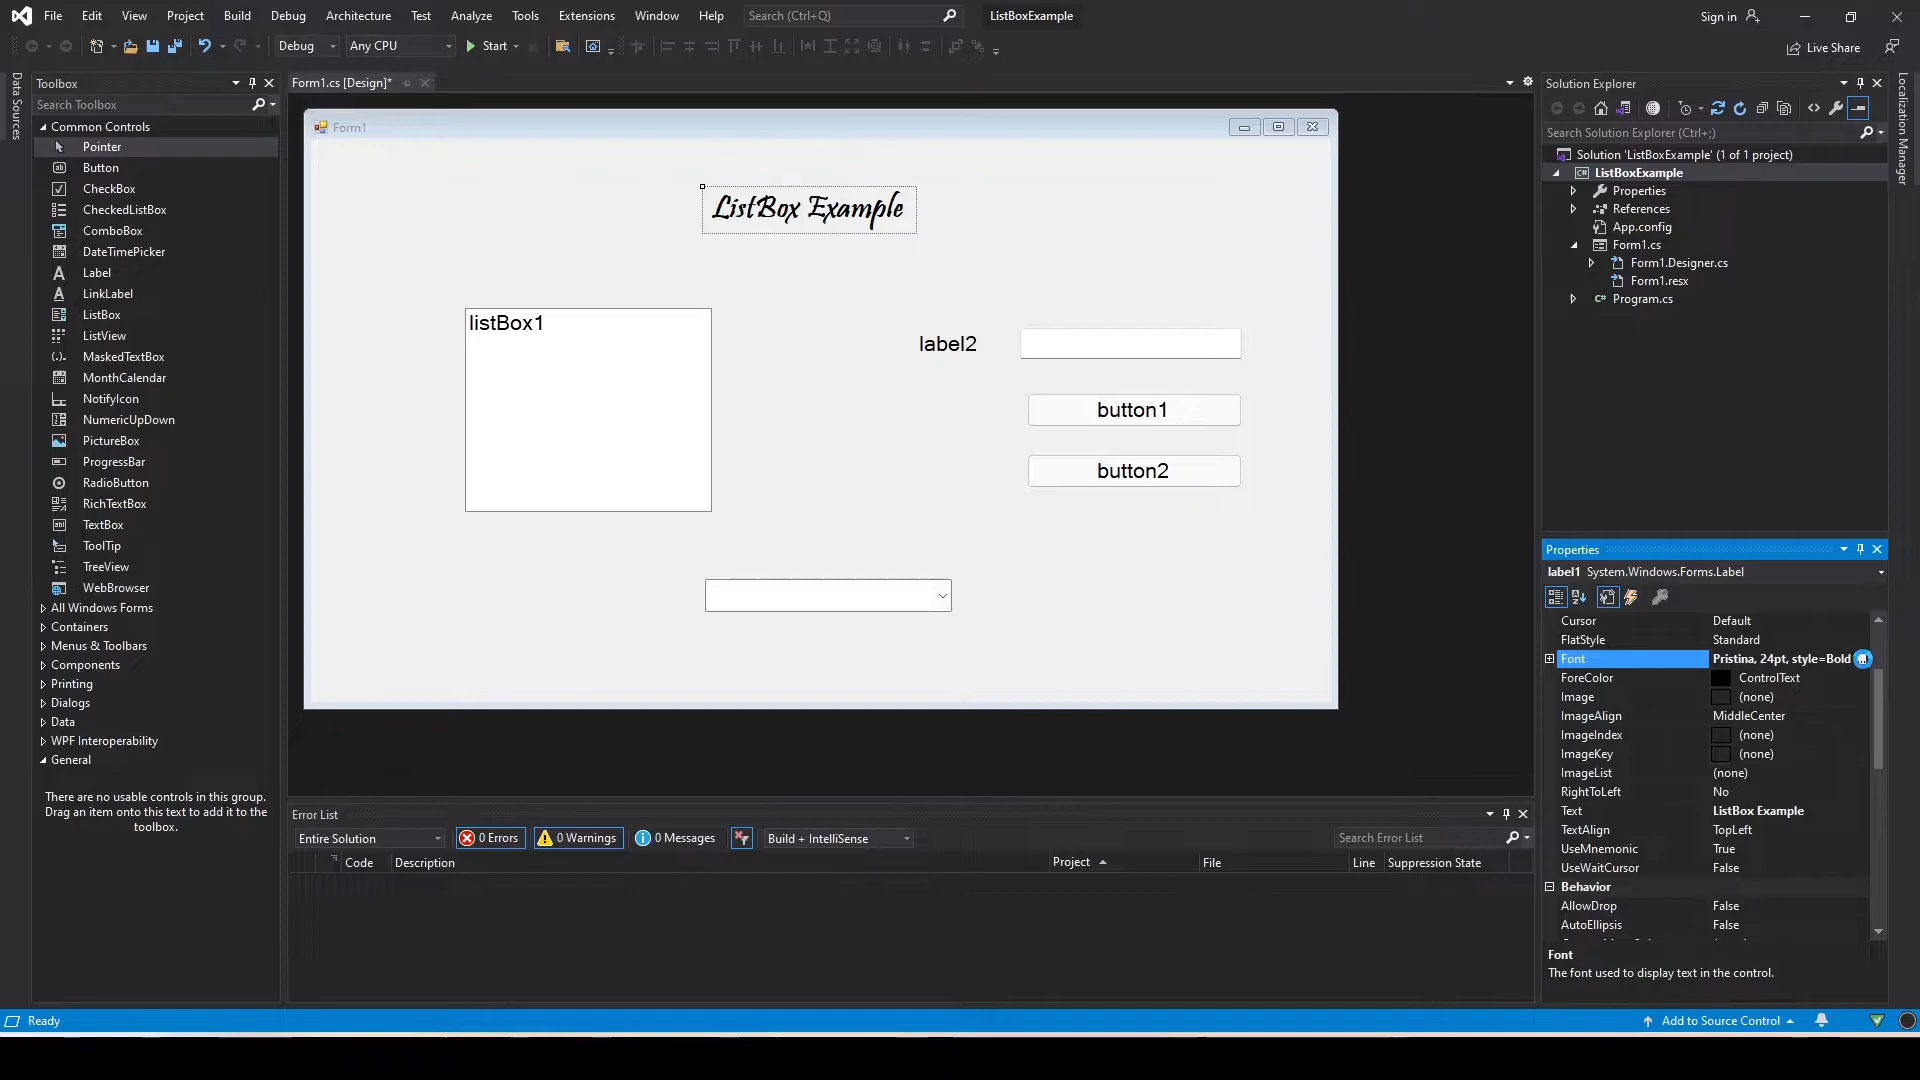 File Edit View Project Build Debug Architecture Test Analyze Tools Extensions Window Help Search (Ctrl+Q) ListBoxExample Sign in
Debug Any CPU Start Live Share
Data Sources
Toolbox
Search Toolbox
Common Controls
Pointer
Button
CheckBox
CheckedListBox
ComboBox
DateTimePicker
Label
LinkLabel
ListBox
ListView
MaskedTextBox
MonthCalendar
NotifyIcon
NumericUpDown
PictureBox
ProgressBar
RadioButton
RichTextBox
TextBox
ToolTip
TreeView
WebBrowser
All Windows Forms
Containers
Menus & Toolbars
Components
Printing
Dialogs
Data
WPF Interoperability
General
There are no usable controls in this group.
Drag an item onto this text to add it to the
toolbox.
Form1.cs [Design]*
Form1
ListBox Example
listBox1
label2
button1
button2
Error List
Entire Solution 0 Errors 0 Warnings 0 Messages Build + IntelliSense Search Error List
Code Description Project File Line Suppression State
Solution Explorer
Search Solution Explorer (Ctrl+;)
Solution 'ListBoxExample' (1 of 1 project)
ListBoxExample
Properties
References
App.config
Form1.cs
Form1.Designer.cs
Form1.resx
Program.cs
Localization Manager
Properties
label1 System.Windows.Forms.Label
Cursor Default
FlatStyle Standard
Font Pristina, 24pt, style=Bold
ForeColor ControlText
Image (none)
ImageAlign MiddleCenter
ImageIndex (none)
ImageKey (none)
ImageList (none)
RightToLeft No
Text ListBox Example
TextAlign TopLeft
UseMnemonic True
UseWaitCursor False
Behavior
AllowDrop False
AutoEllipsis False
Font
The font used to display text in the control.
Ready Add to Source Control